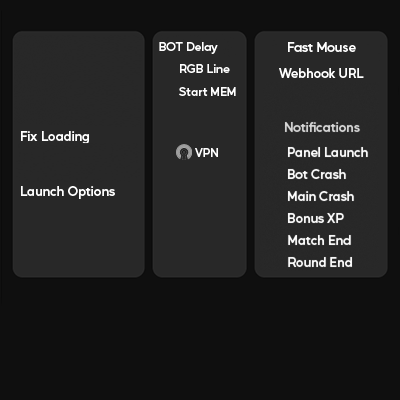 Fix Loading
Launch Options
BOT Delay
RGB Line
Start MEM
VPN
Fast Mouse
Webhook URL
Notifications
Panel Launch
Bot Crash
Main Crash
Bonus XP
Match End
Round End